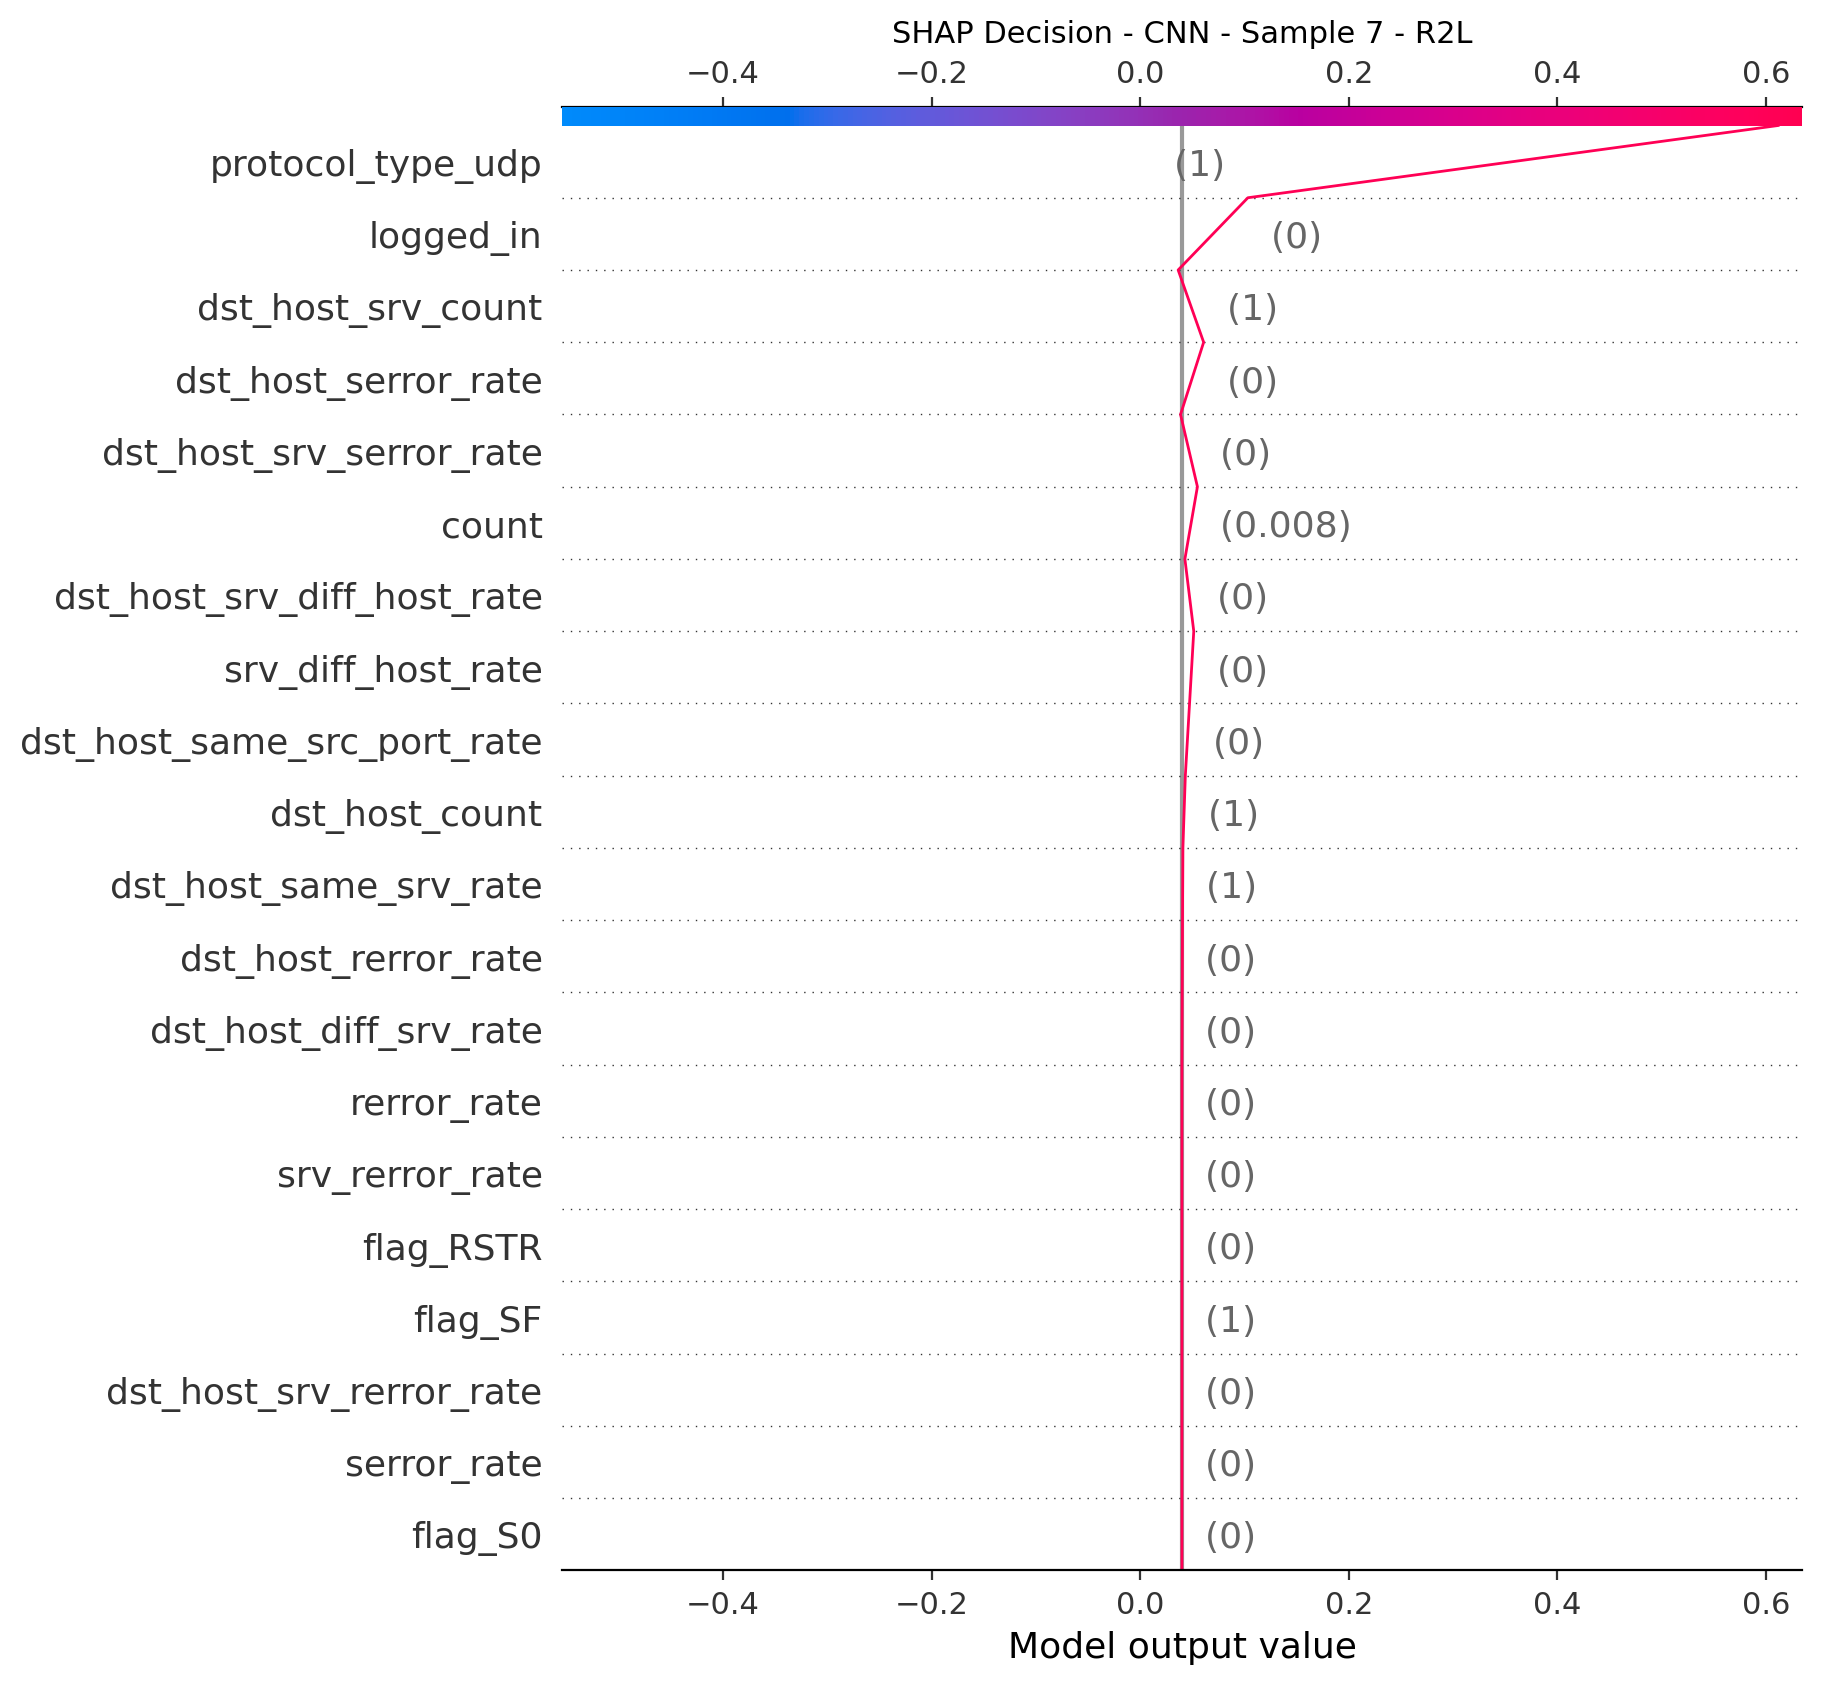 SHAP Decision - CNN - Sample 7 - R2L
−0.4 −0.2 0.0 0.2 0.4 0.6
protocol_type_udp (1)
logged_in (0)
dst_host_srv_count (1)
dst_host_serror_rate (0)
dst_host_srv_serror_rate (0)
count (0.008)
dst_host_srv_diff_host_rate (0)
srv_diff_host_rate (0)
dst_host_same_src_port_rate (0)
dst_host_count (1)
dst_host_same_srv_rate (1)
dst_host_rerror_rate (0)
dst_host_diff_srv_rate (0)
rerror_rate (0)
srv_rerror_rate (0)
flag_RSTR (0)
flag_SF (1)
dst_host_srv_rerror_rate (0)
serror_rate (0)
flag_S0 (0)
−0.4 −0.2 0.0 0.2 0.4 0.6
Model output value